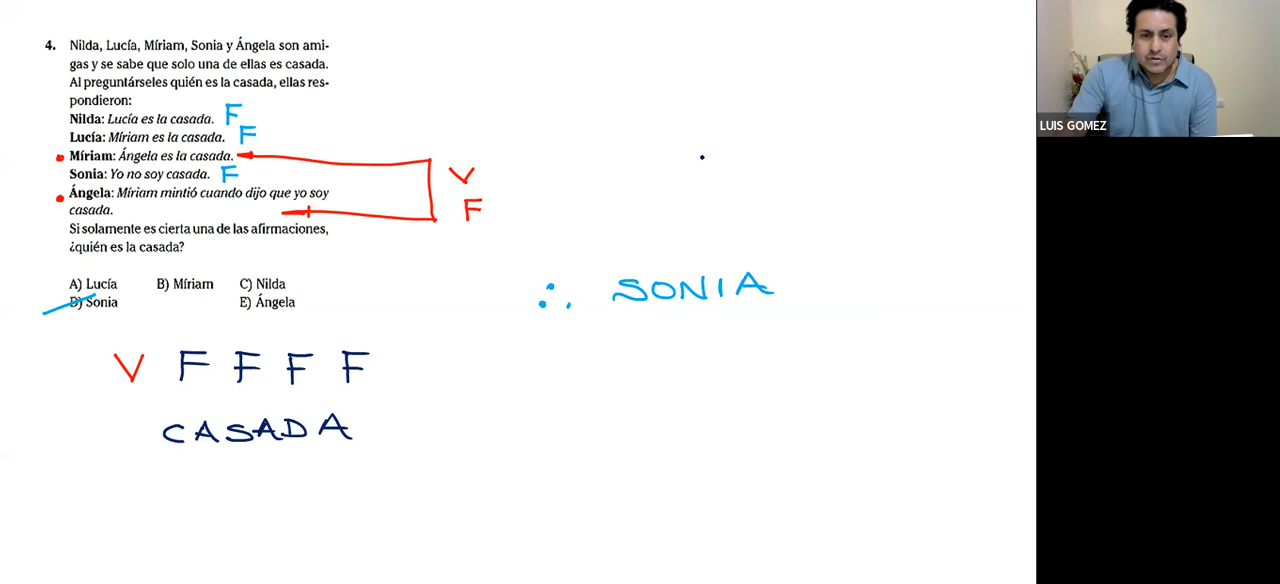 4. Nilda, Lucía, Míriam, Sonia y Ángela son ami-
gas y se sabe que solo una de ellas es casada.
Al preguntárseles quién es la casada, ellas res-
pondieron:
Nilda: Lucía es la casada. F
Lucía: Míriam es la casada. F
Míriam: Ángela es la casada.
Sonia: Yo no soy casada. F
V
Ángela: Míriam mintió cuando dijo que yo soy
casada.
F
Si solamente es cierta una de las afirmaciones,
¿quién es la casada?
A) Lucía B) Míriam C) Nilda
D) Sonia E) Ángela
∴ SONIA
V F F F F
CASADA
LUIS GOMEZ